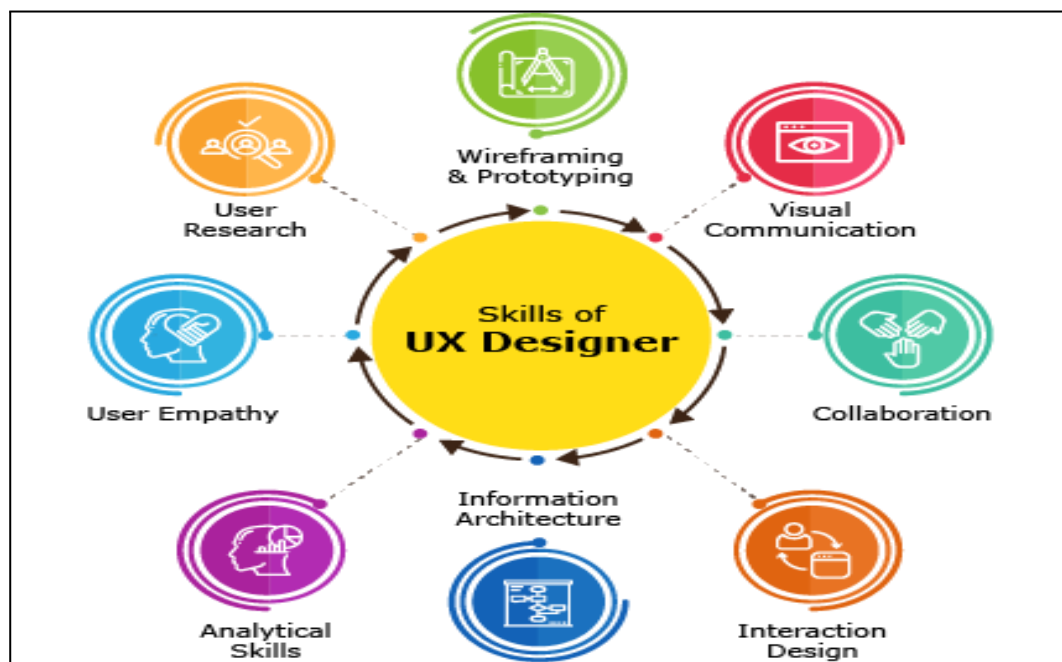 Wireframing
& Prototyping
User
Research
Visual
Communication
Skills of
UX Designer
User Empathy
Collaboration
Information
Architecture
Analytical
Skills
Interaction
Design